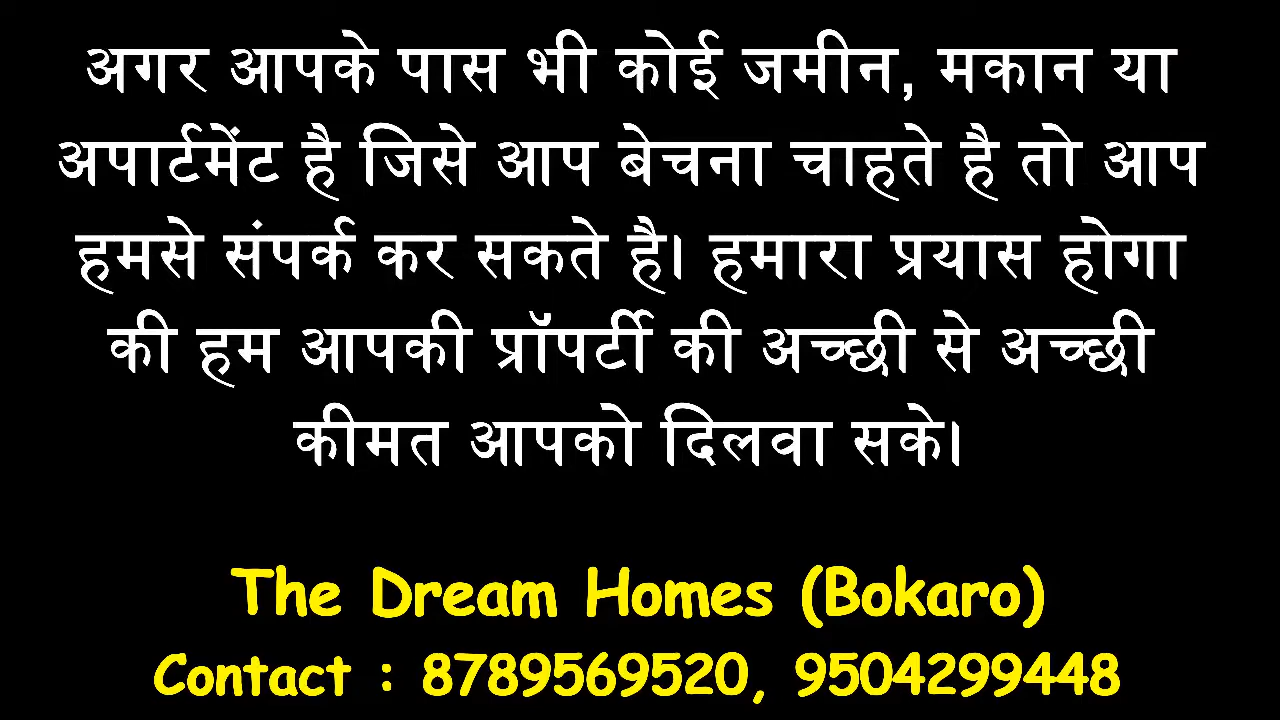 अगर आपके पास भी कोई जमीन, मकान या
अपार्टमेंट है जिसे आप बेचना चाहते है तो आप
हमसे संपर्क कर सकते है। हमारा प्रयास होगा
की हम आपकी प्रॉपर्टी की अच्छी से अच्छी
कीमत आपको दिलवा सके।
The Dream Homes (Bokaro)
Contact : 8789569520, 9504299448